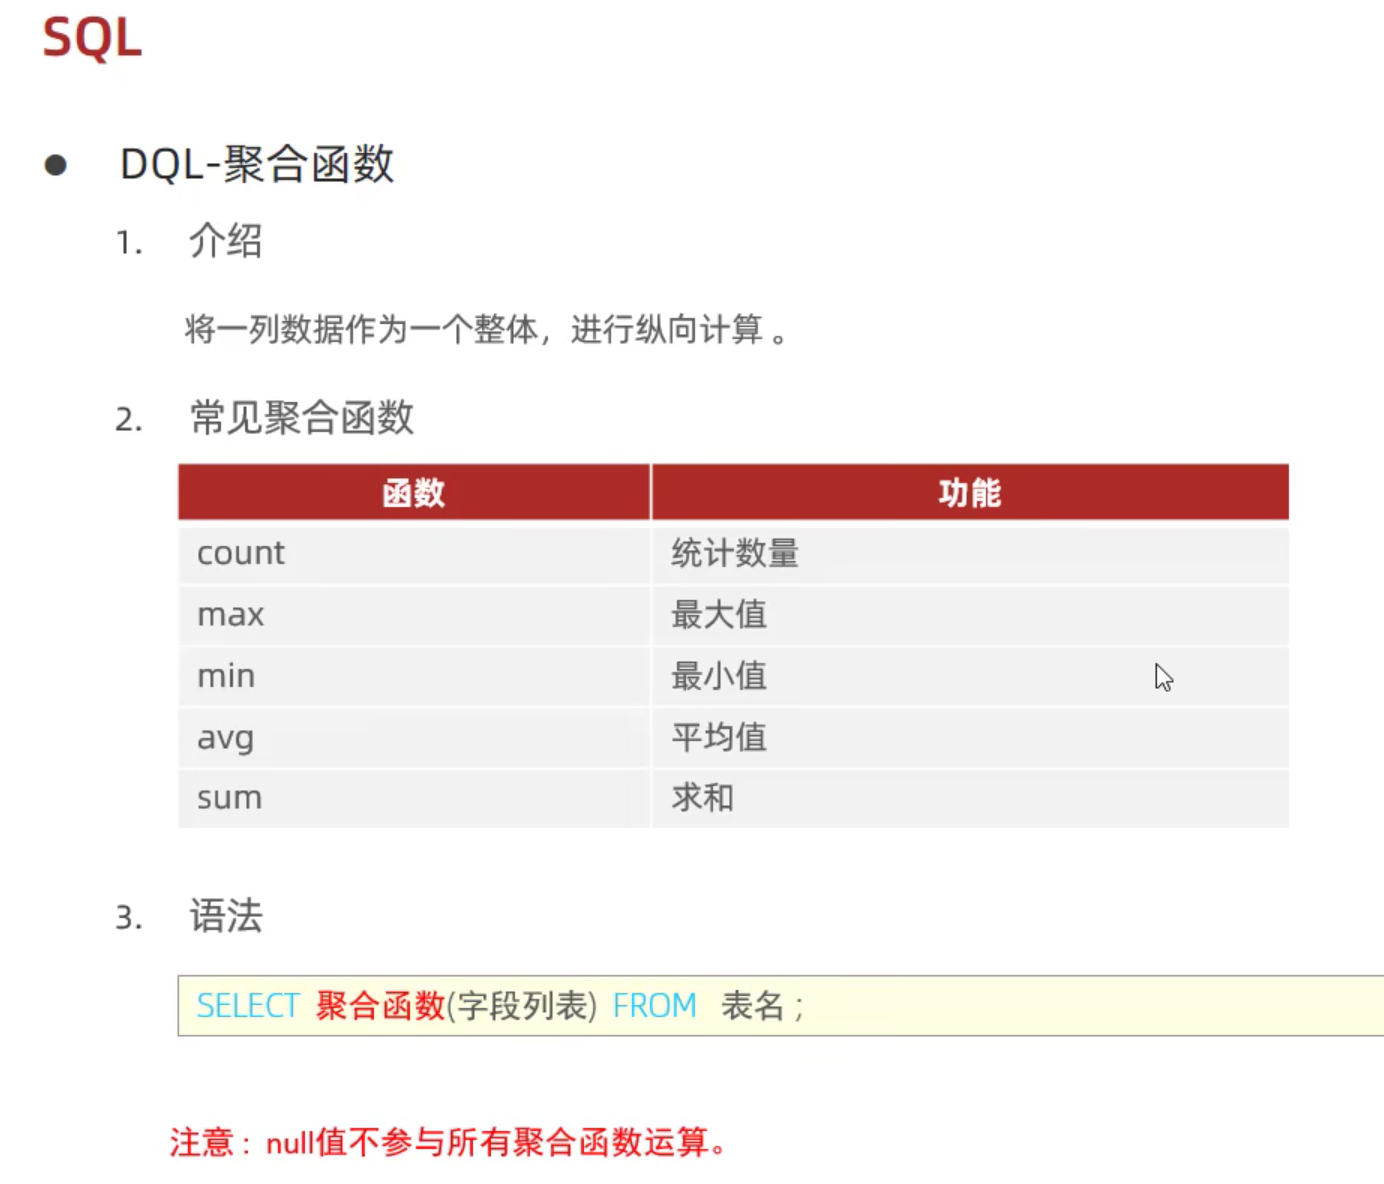 SQL
● DQL-聚合函数
1. 介绍
将一列数据作为一个整体，进行纵向计算 。
2. 常见聚合函数
函数 功能
count 统计数量
max 最大值
min 最小值
avg 平均值
sum 求和
3. 语法
SELECT 聚合函数(字段列表) FROM 表名 ;
注意 : null值不参与所有聚合函数运算。